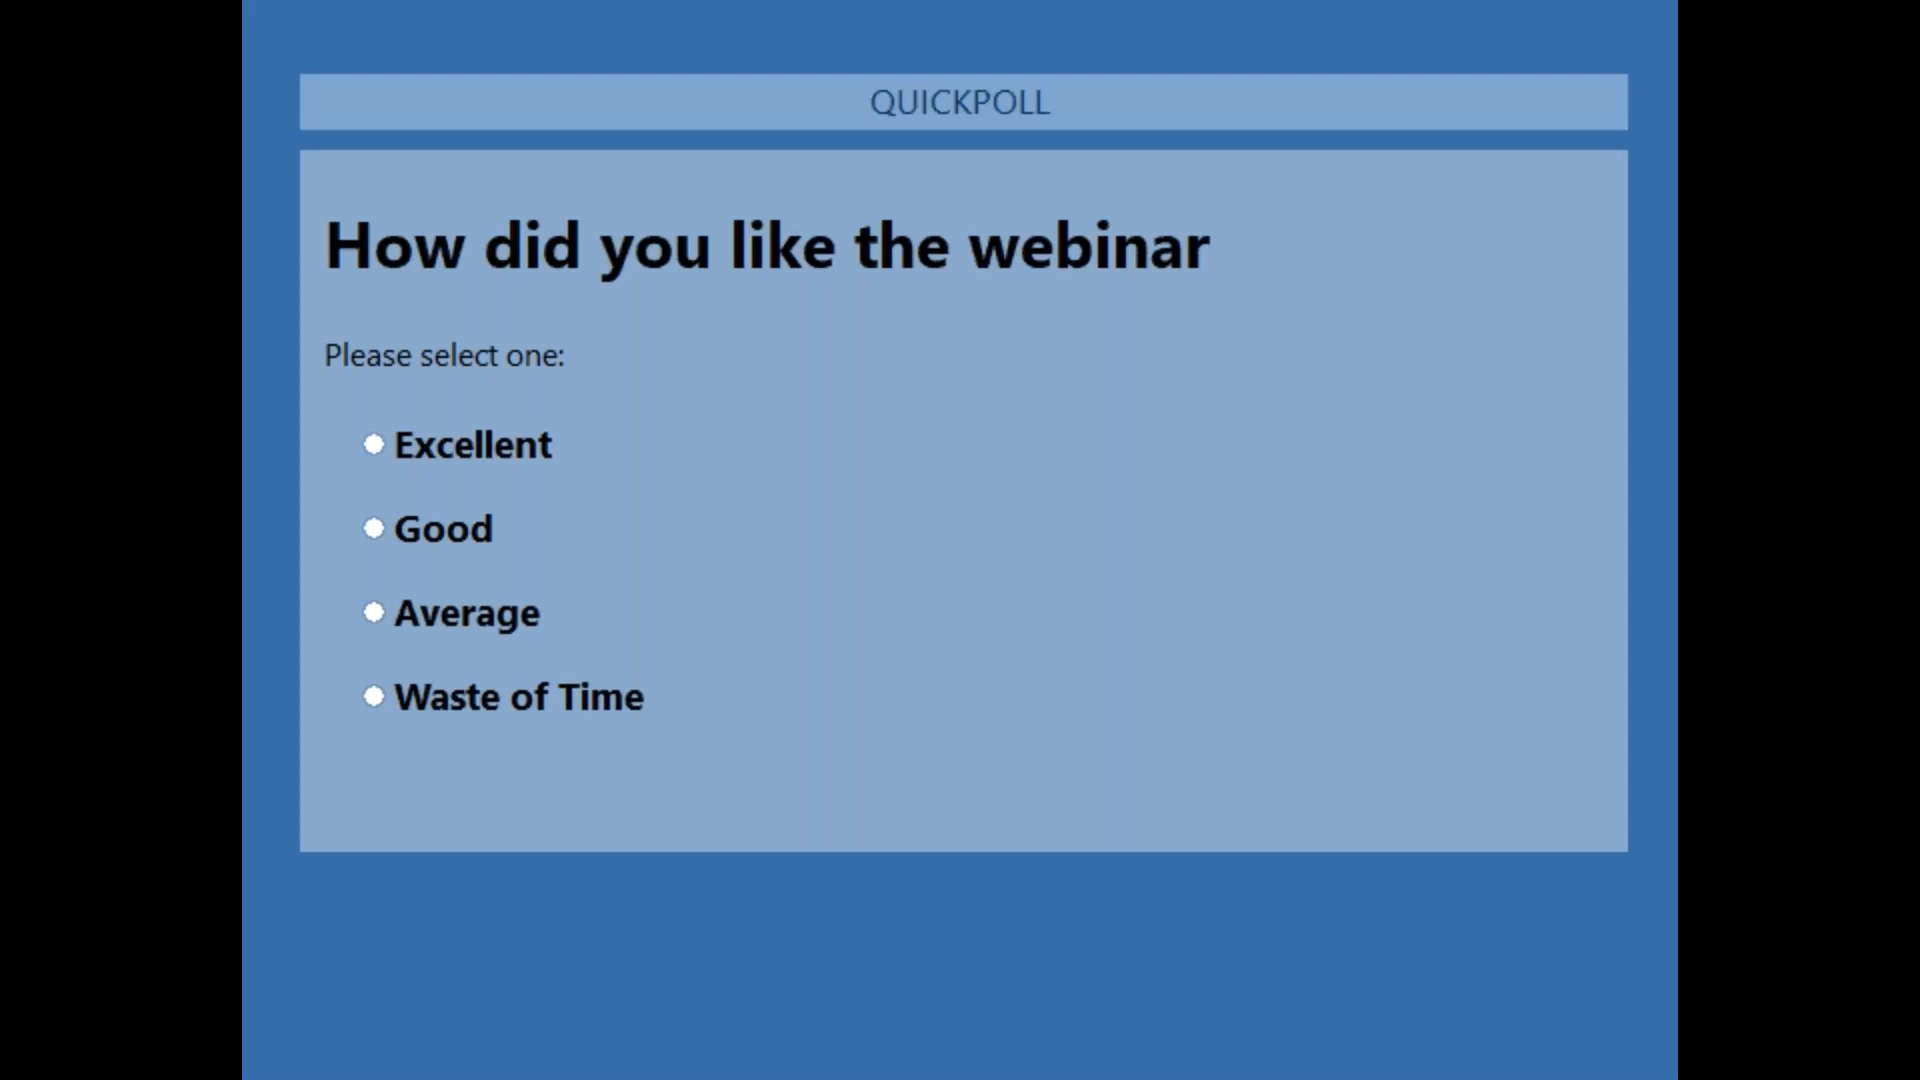 QUICKPOLL
How did you like the webinar
Please select one:
Excellent
Good
Average
Waste of Time